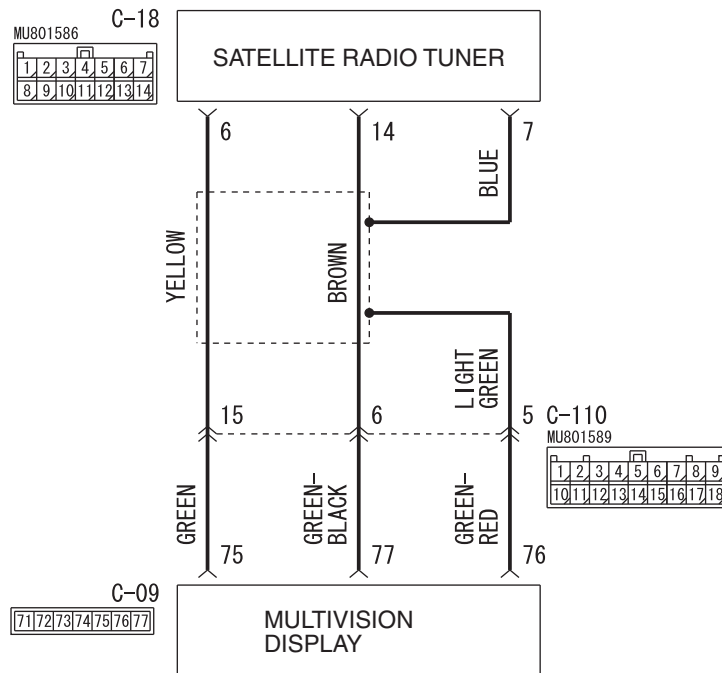 C-18
MU801586
1 2 3 4 5 6 7
8 9 10 11 12 13 14
SATELLITE RADIO TUNER
6 14 7
BLUE
YELLOW
BROWN
LIGHT
GREEN
15 6 5 C-110
MU801589
1 2 3 4 5 6 7 8 9
10 11 12 13 14 15 16 17 18
GREEN
GREEN-
BLACK
GREEN-
RED
75 77 76
C-09
71 72 73 74 75 76 77
MULTIVISION
DISPLAY